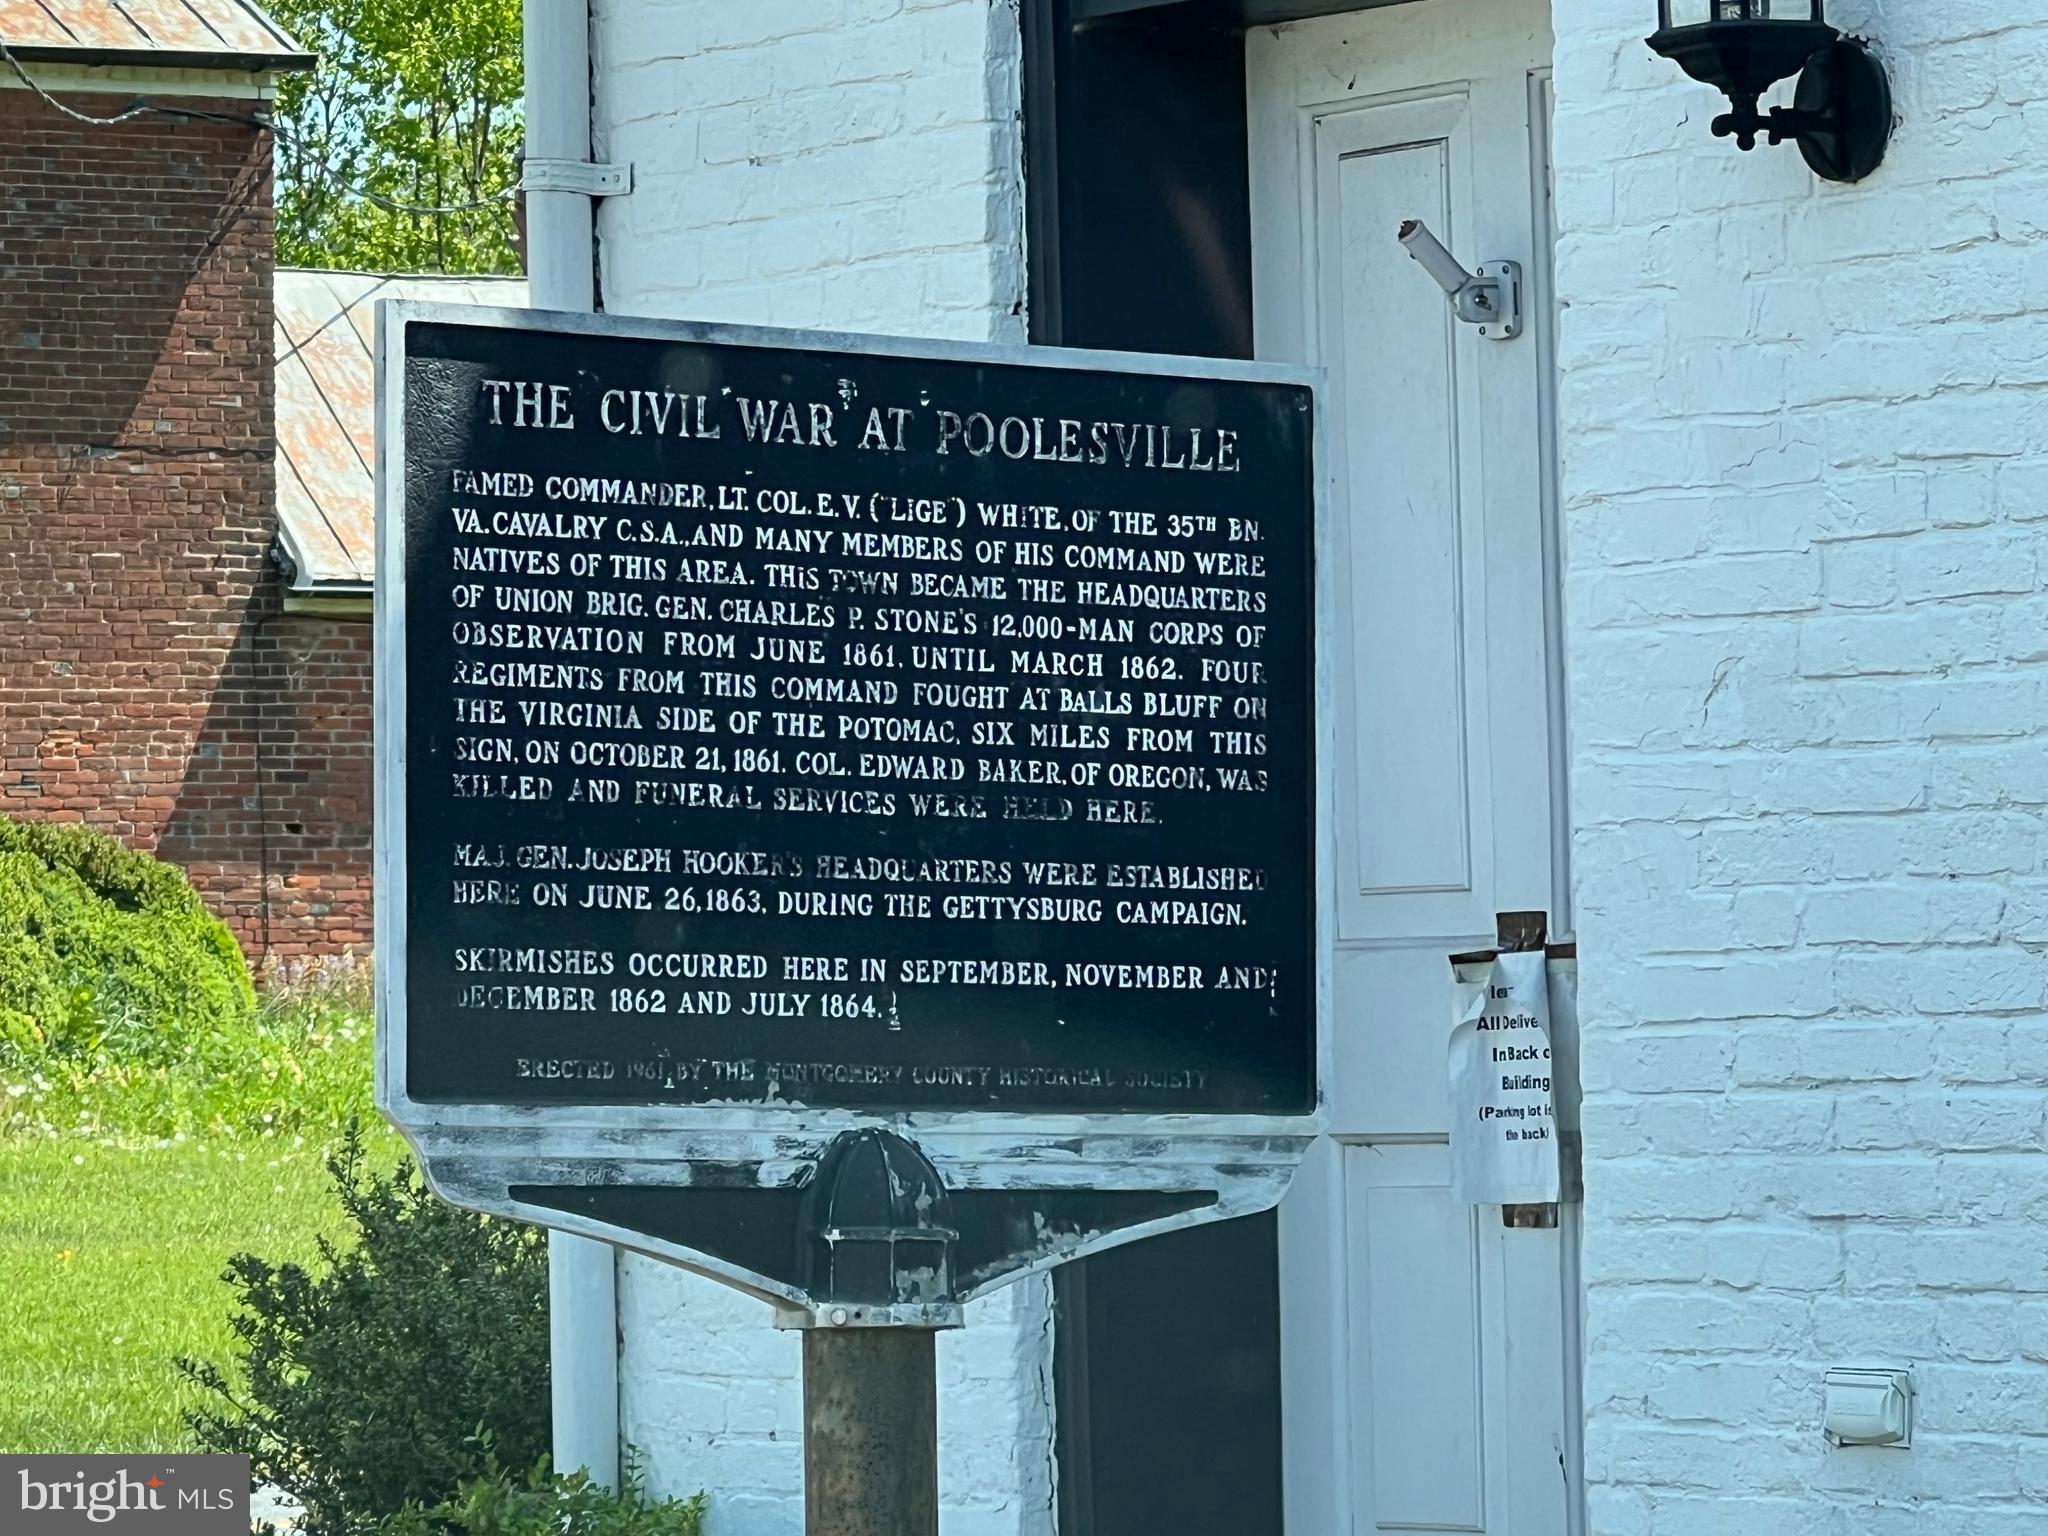 THE CIVIL WAR AT POOLESVILLE
FAMED COMMANDER, LT. COL. E. V. ("LIGE") WHITE, OF THE 35TH BN.
VA. CAVALRY C.S.A., AND MANY MEMBERS OF HIS COMMAND WERE
NATIVES OF THIS AREA. THIS TOWN BECAME THE HEADQUARTERS
OF UNION BRIG. GEN. CHARLES P. STONE'S 12,000-MAN CORPS OF
OBSERVATION FROM JUNE 1861, UNTIL MARCH 1862. FOUR
REGIMENTS FROM THIS COMMAND FOUGHT AT BALLS BLUFF ON
THE VIRGINIA SIDE OF THE POTOMAC, SIX MILES FROM THIS
SIGN, ON OCTOBER 21, 1861. COL. EDWARD BAKER, OF OREGON, WAS
KILLED AND FUNERAL SERVICES WERE HELD HERE.
MAJ. GEN. JOSEPH HOOKER'S HEADQUARTERS WERE ESTABLISHED
HERE ON JUNE 26, 1863, DURING THE GETTYSBURG CAMPAIGN.
SKIRMISHES OCCURRED HERE IN SEPTEMBER, NOVEMBER AND
DECEMBER 1862 AND JULY 1864.
ERECTED 1961 BY THE MONTGOMERY COUNTY HISTORICAL SOCIETY
All Delive
In Back o
Building
(Parking lot is
the back)
bright™ MLS